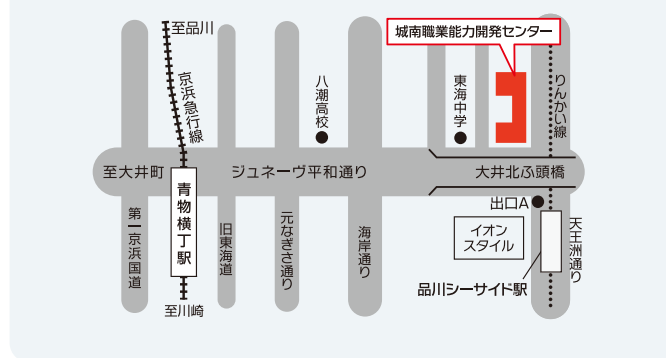 至品川
城南職業能力開発センター
京浜急行線
八潮高校
東海中学
りんかい線
至大井町
ジュネーヴ平和通り
大井北ふ頭橋
青物横丁駅
出口A
第一京浜国道
旧東海道
元なぎさ通り
海岸通り
イオン
スタイル
天王洲通り
品川シーサイド駅
至川崎